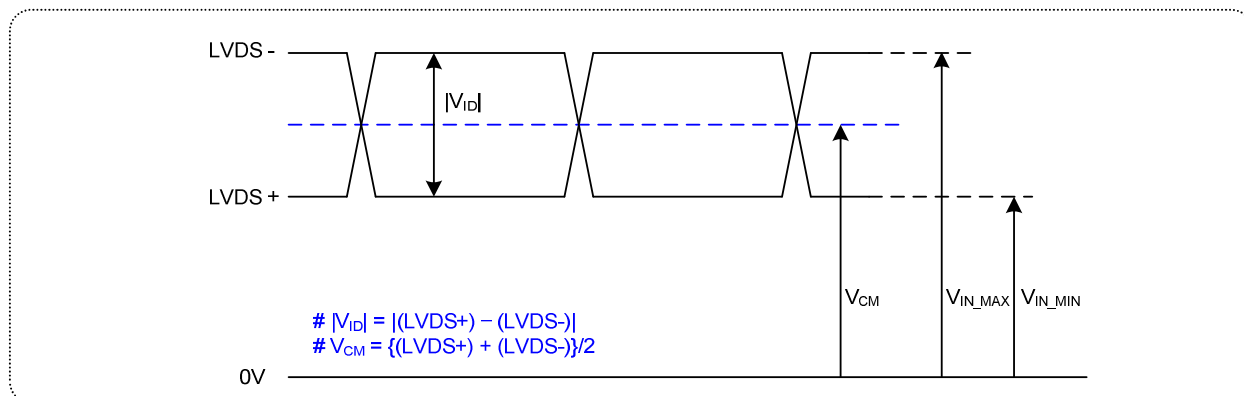 LVDS -
|VID|
LVDS +
VCM
VIN_MAX
VIN_MIN
# |VID| = |(LVDS+) – (LVDS-)|
# VCM = {(LVDS+) + (LVDS-)}/2
0V